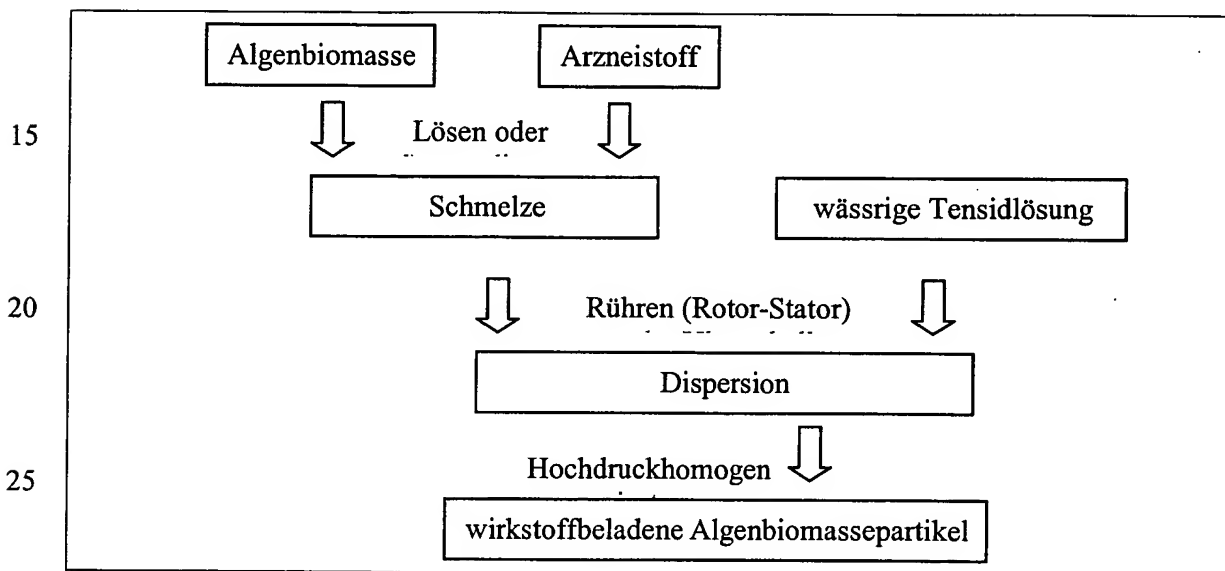 Algenbiomasse Arzneistoff
15 Lösen oder
Schmelze wässrige Tensidlösung
20 Rühren (Rotor-Stator)
Dispersion
25 Hochdruckhomogen
wirkstoffbeladene Algenbiomassepartikel